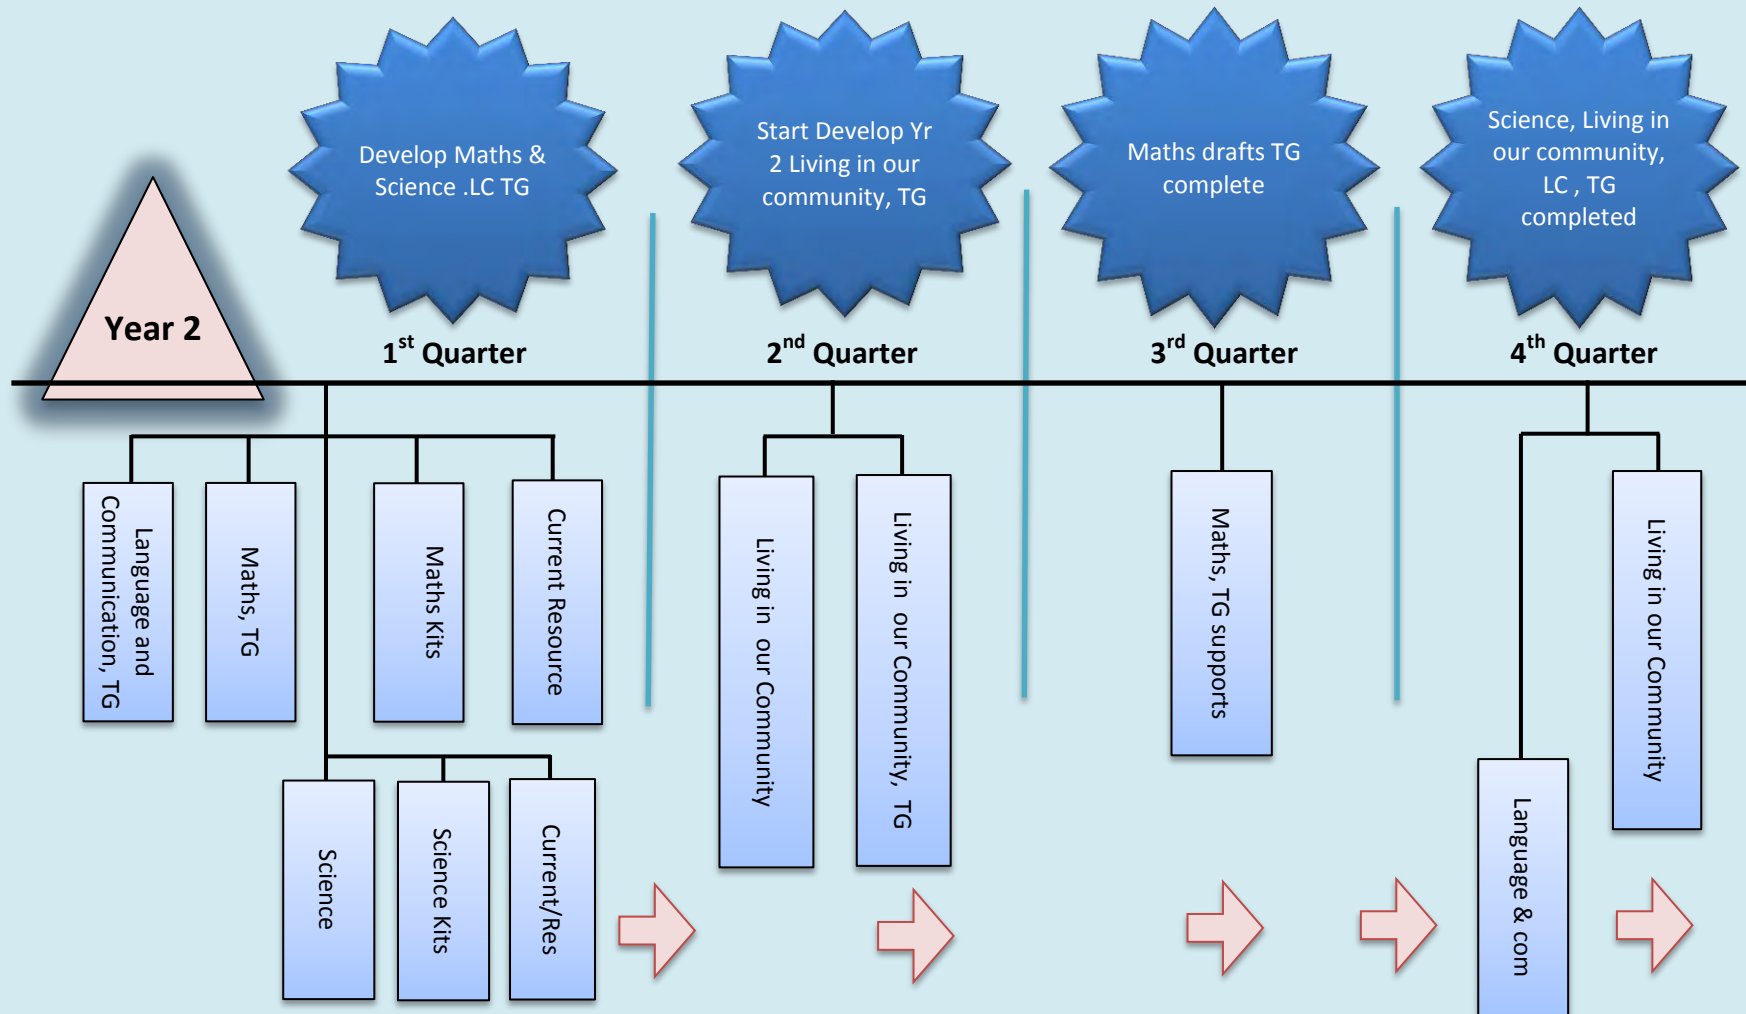 Develop Maths &
Science .LC TG
Start Develop Yr
2 Living in our
community, TG
Maths drafts TG
complete
Science, Living in
our community,
LC , TG
completed
Year 2
1st Quarter
2nd Quarter
3rd Quarter
4th Quarter
Language and
Communication, TG
Maths, TG
Maths Kits
Current Resource
Living in our Community
Living in our Community, TG
Maths, TG supports
Living in our Community
Science
Science Kits
Current/Res
Language & com